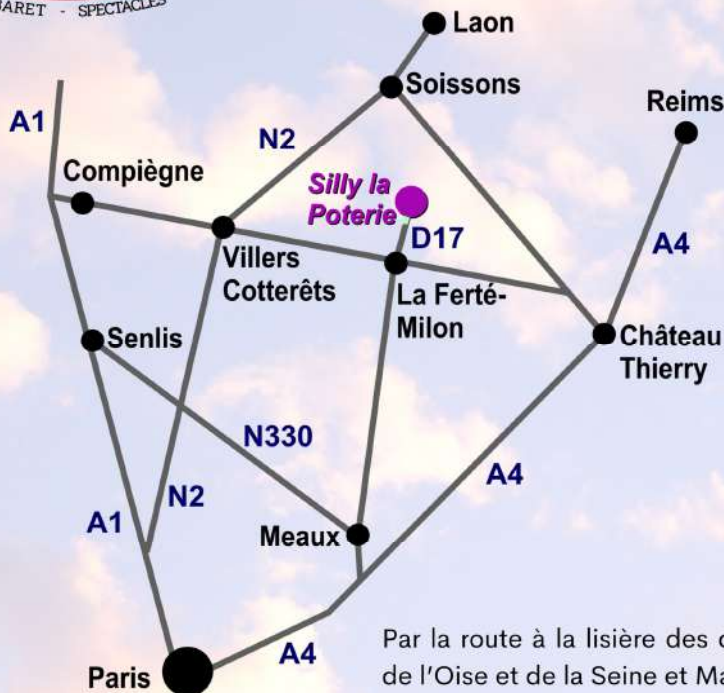 - SPECTACLES
Laon
Soissons
Reims
A1
N2
Compiègne
Silly la
Poterie
D17
A4
Villers
Cotterêts
La Ferté-
Milon
Senlis
Château
Thierry
N330
A4
N2
A1
Meaux
A4
Paris
Par la route à la lisière des
de l'Oise et de la Seine et